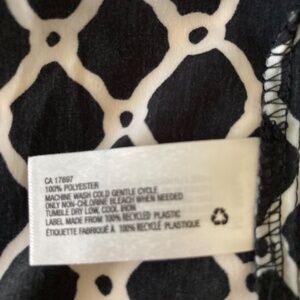 CA 17897
100% POLYESTER
MACHINE WASH COLD GENTLE CYCLE
ONLY NON-CHLORINE BLEACH WHEN NEEDED
TUMBLE DRY LOW, COOL IRON
LABEL MADE FROM 100% RECYCLED PLASTIC
ÉTIQUETTE FABRIQUÉ À 100% RECYCLÉ PLASTIQUE